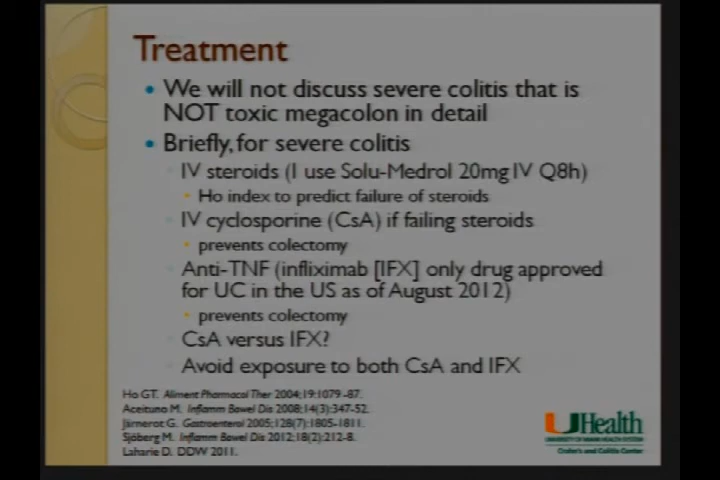 Treatment
• We will not discuss severe colitis that is
NOT toxic megacolon in detail
• Briefly, for severe colitis
IV steroids (I use Solu-Medrol 20mg IV Q8h)
Ho index to predict failure of steroids
IV cyclosporine (CsA) if failing steroids
prevents colectomy
Anti-TNF (infliximab [IFX] only drug approved
for UC in the US as of August 2012)
prevents colectomy
CsA versus IFX?
Avoid exposure to both CsA and IFX
Ho GT. Aliment Pharmacol Ther 2004;19:1079-87.
Aceituno M. Inflamm Bowel Dis 2008;14(3):347-52.
Järnerot G. Gastroenterol 2005;128(7):1805-1811.
Sjöberg M. Inflamm Bowel Dis 2012;18(2):212-8.
Laharie D. DDW 2011.
UHealth
UNIVERSITY OF MIAMI HEALTH SYSTEM
Crohn's and Colitis Center